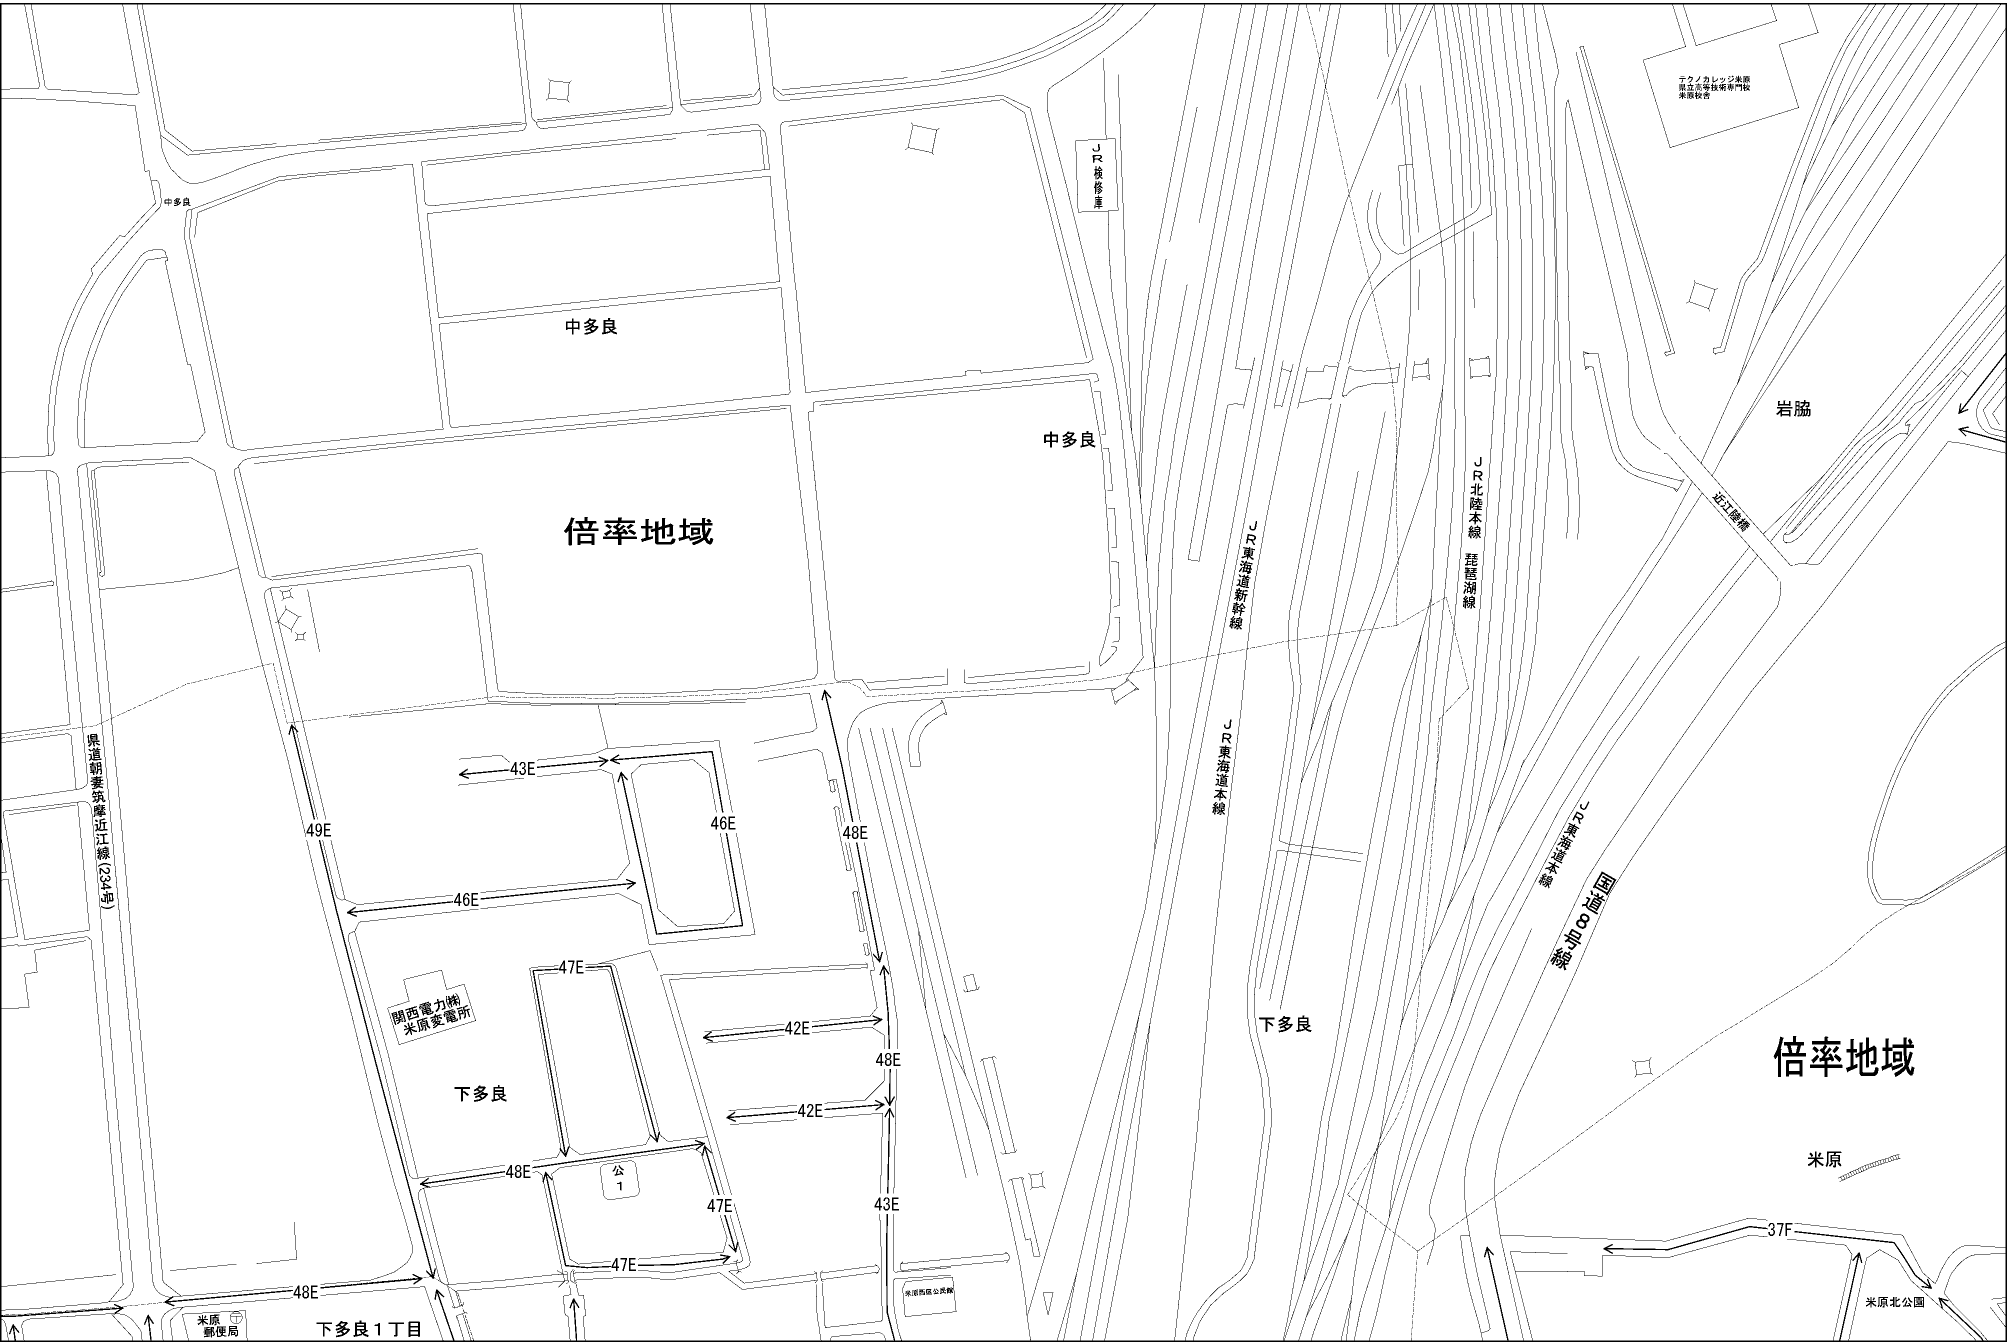 テクノカレッジ米原
県立高等技術専門校
米原校舎
JR検修庫
中多良
中多良
岩脇
中多良
JR北陸本線　琵琶湖線
近江陸橋
倍率地域
JR東海道新幹線
JR東海道本線
県道朝妻筑摩近江線(234号)
43E
46E
49E
48E
JR東海道本線
国道8号線
46E
47E
関西電力㈱
米原変電所
下多良
42E
倍率地域
48E
下多良
42E
米原
48E
公
1
47E
43E
37F
47E
48E
米原西区公民館
米原北公園
米原
郵便局
下多良1丁目